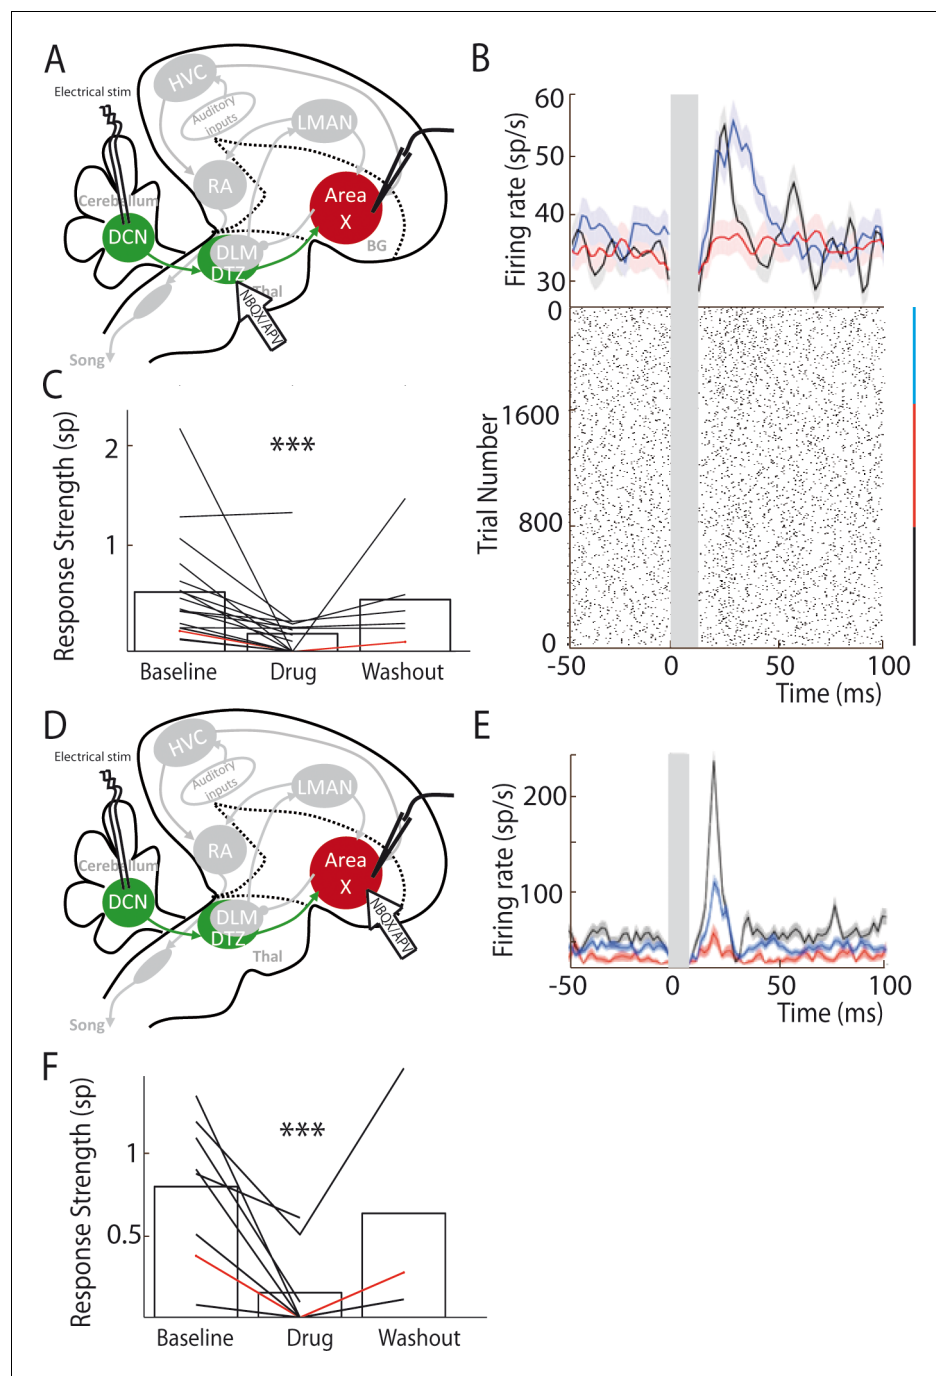 A
Electrical stim
HVC
Auditory
inputs
LMAN
Cerebellum
RA
Area
X
DCN
DLM
DTZ
BG
Thal
NBQX/APV
Song
B
Firing rate (sp/s)
60
50
40
30
0
Trial Number
1600
800
0
-50
0
50
100
Time (ms)
C
Response Strength (sp)
2
1
***
Baseline
Drug
Washout
D
Electrical stim
HVC
Auditory
inputs
LMAN
Cerebellum
RA
Area
X
DCN
DLM
DTZ
Thal
NBQX/APV
Song
E
Firing rate (sp/s)
200
100
-50
0
50
100
Time (ms)
F
Response Strength (sp)
1
0.5
***
Baseline
Drug
Washout